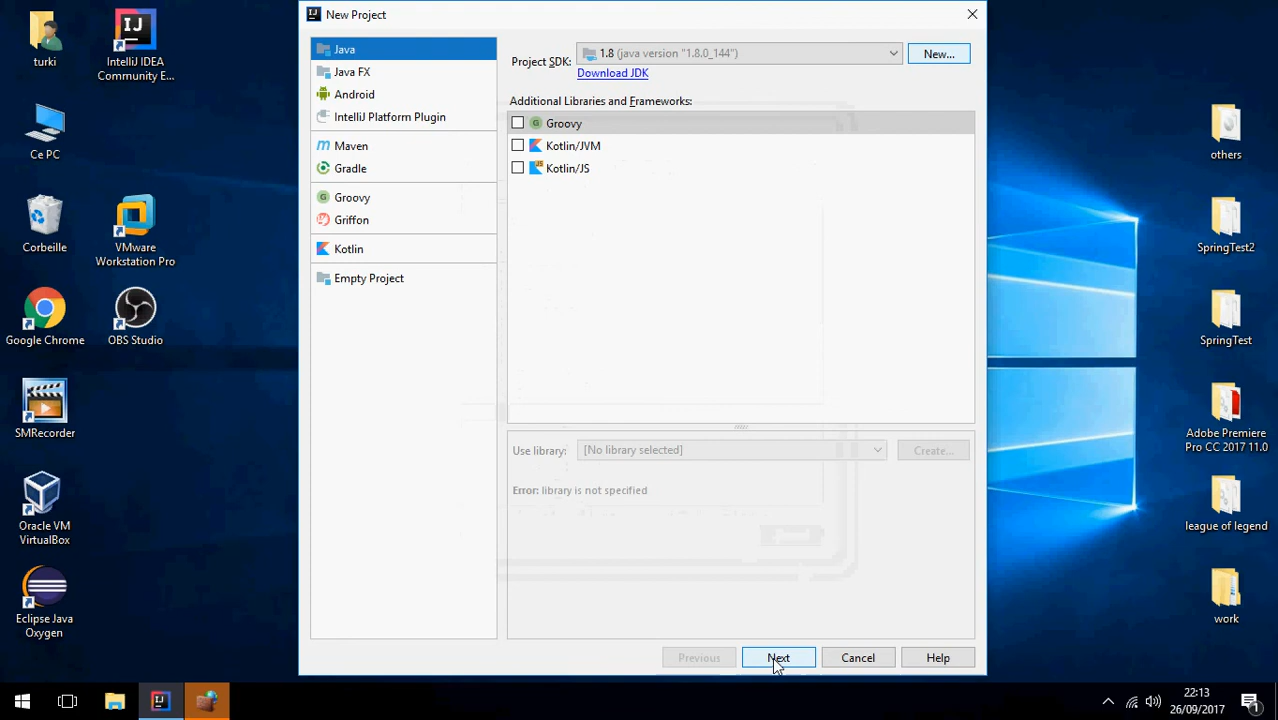 New Project
turki
IntelliJ IDEA
Community E...
Ce PC
Corbeille
VMware
Workstation Pro
Google Chrome
OBS Studio
SMRecorder
Oracle VM
VirtualBox
Eclipse Java
Oxygen
Java
Java FX
Android
IntelliJ Platform Plugin
Maven
Gradle
Groovy
Griffon
Kotlin
Empty Project
Project SDK:
1.8 (java version "1.8.0_144")
New...
Download JDK
Additional Libraries and Frameworks:
Groovy
Kotlin/JVM
Kotlin/JS
Use library:
[No library selected]
Create...
Error: library is not specified
Previous
Next
Cancel
Help
others
SpringTest2
SpringTest
Adobe Premiere
Pro CC 2017 11.0
league of legend
work
22:13
26/09/2017